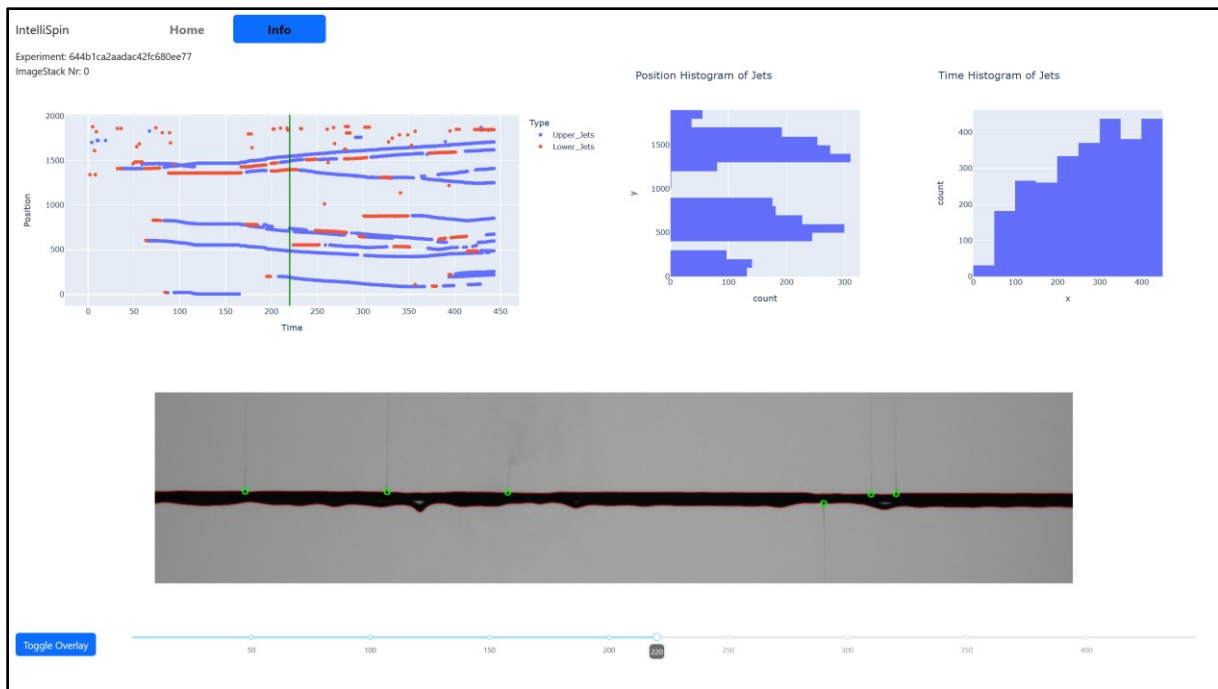 IntelliSpin Home Info
Experiment: 644b1ca2aadac42fc680ee77
ImageStack Nr: 0
Position Histogram of Jets
Time Histogram of Jets
2000
1500
1000
500
0
Position
0 50 100 150 200 250 300 350 400 450
Time
Type
Upper_Jets
Lower_Jets
1500
1000
500
0
y
0 100 200 300
count
400
300
200
100
0
count
0 100 200 300 400
x
Toggle Overlay
50 100 150 200 220 250 300 350 400